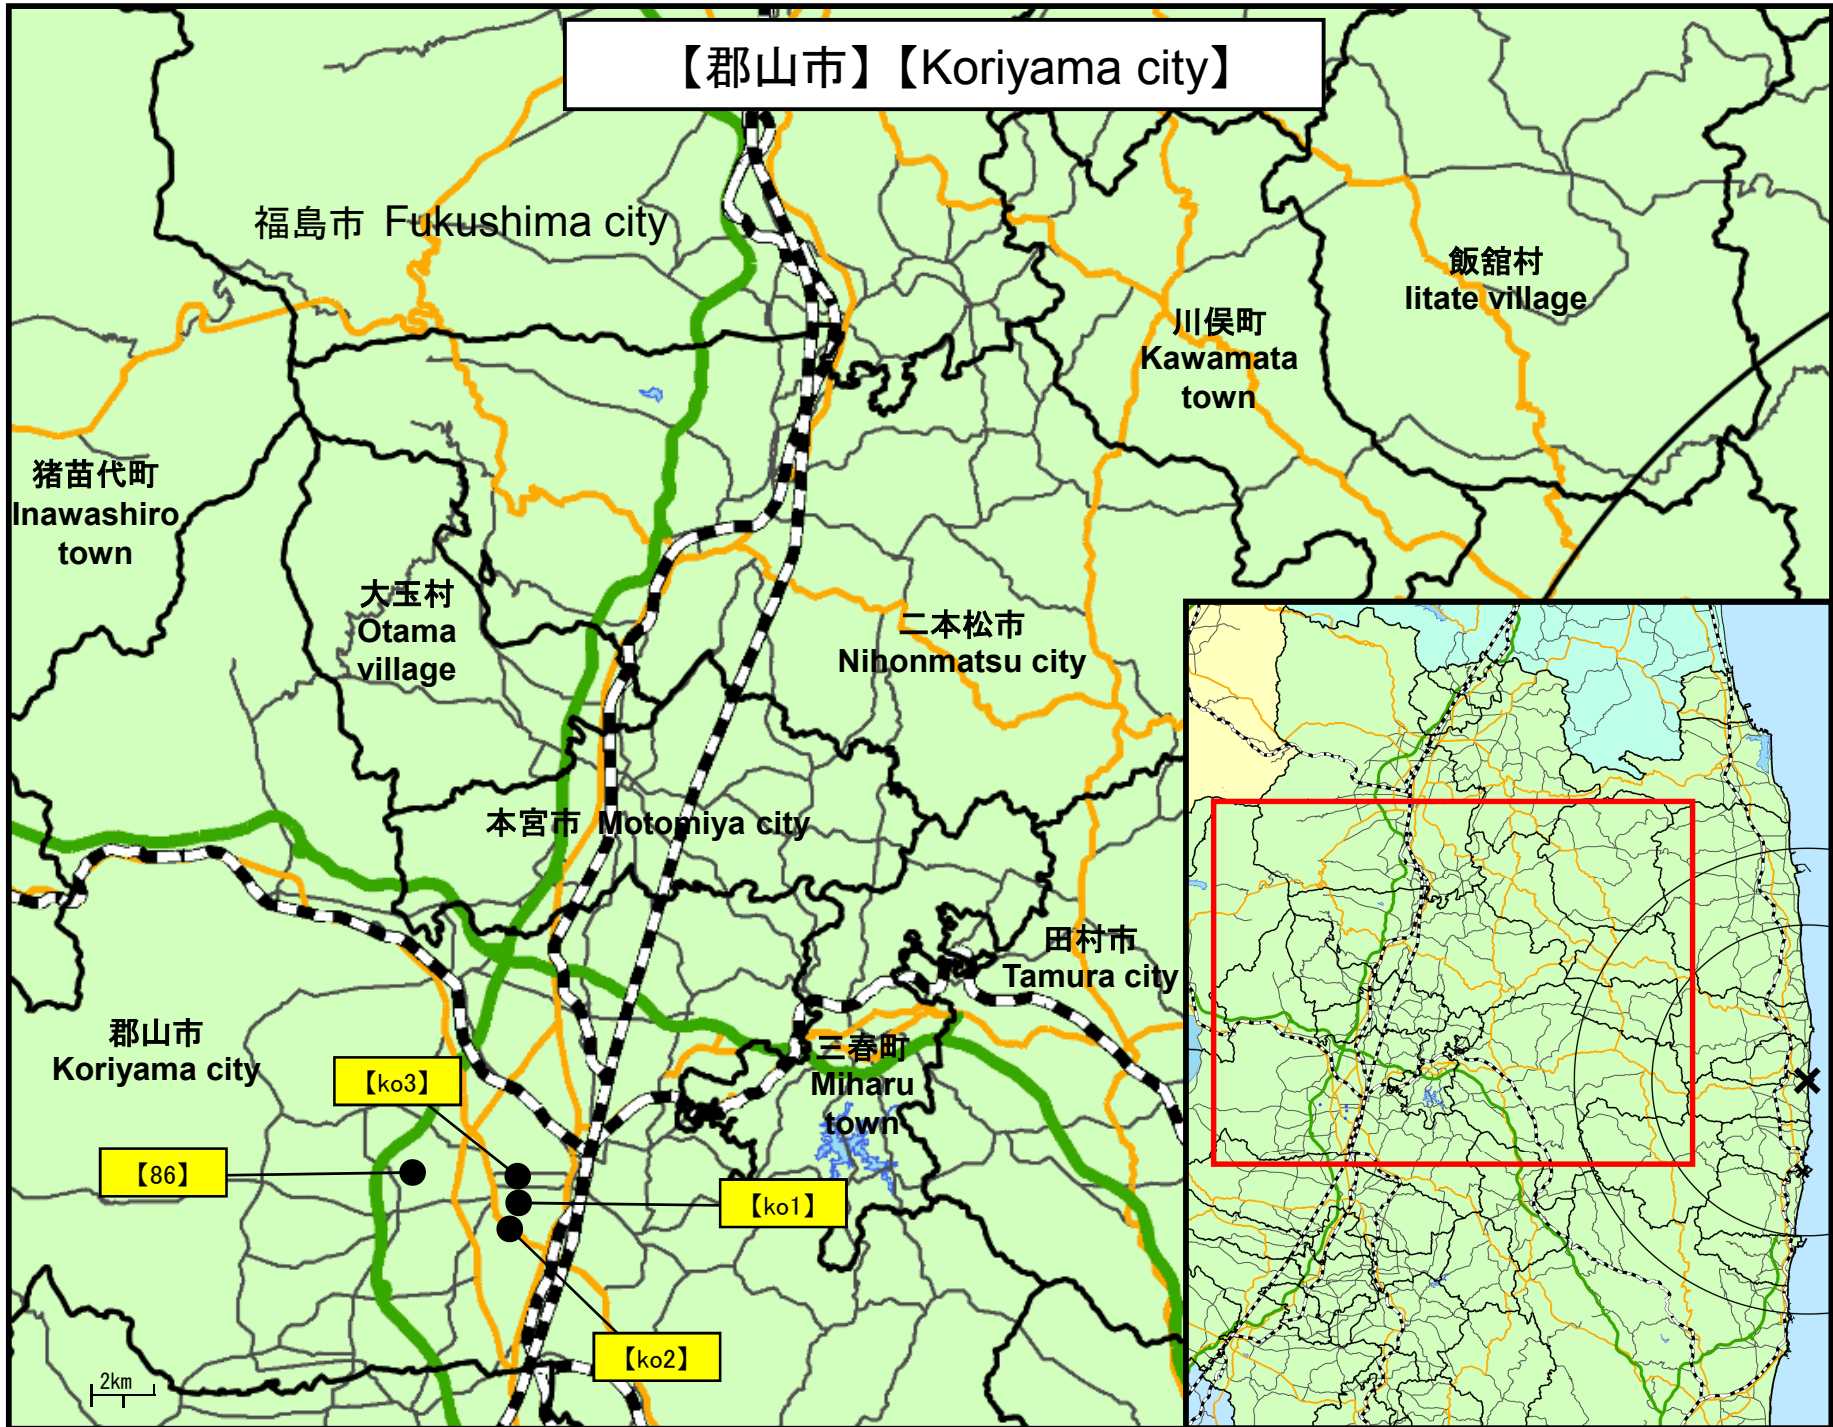 【郡山市】【Koriyama city】
福島市 Fukushima city
飯舘村
Iitate village
川俣町
Kawamata
town
猪苗代町
Inawashiro
town
大玉村
Otama
village
二本松市
Nihonmatsu city
本宮市 Motomiya city
田村市
Tamura city
郡山市
Koriyama city
三春町
Miharu
town
【ko3】
【86】
【ko1】
【ko2】
2km